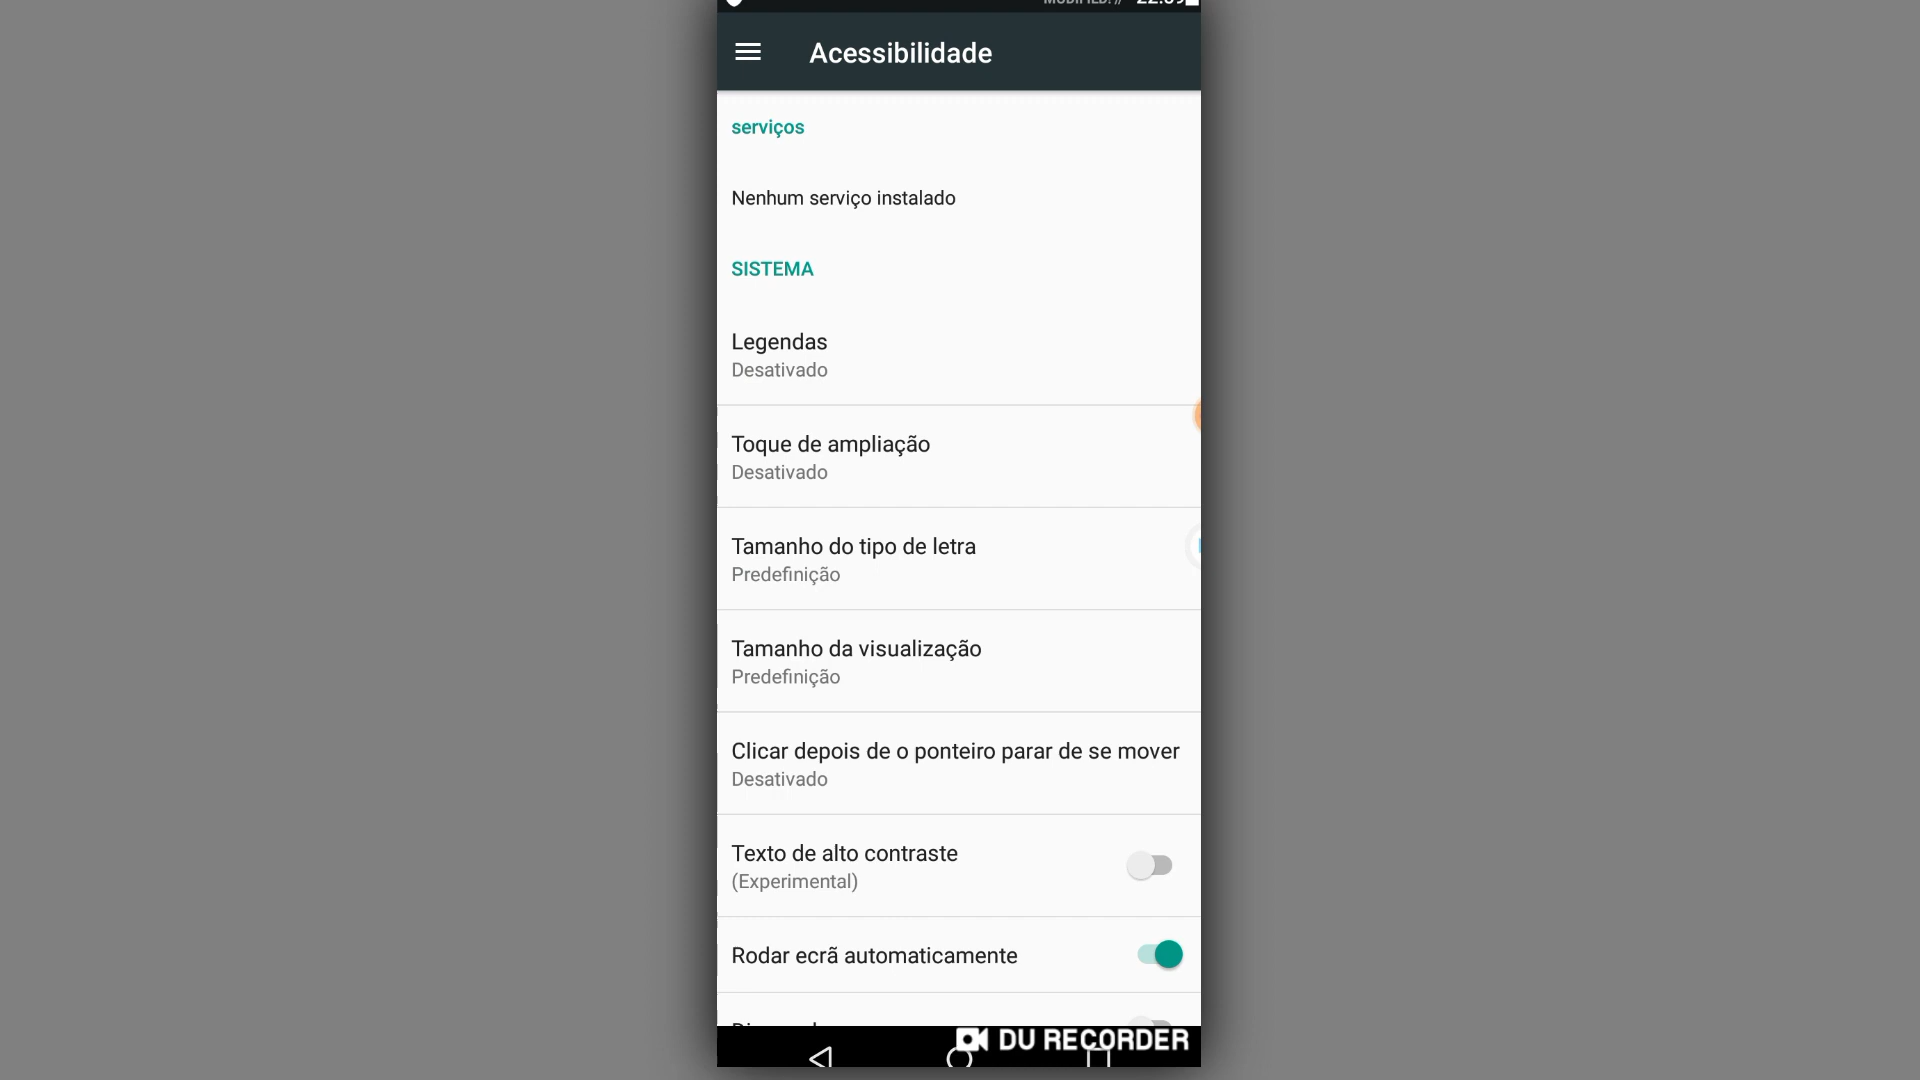 Acessibilidade
serviços
Nenhum serviço instalado
SISTEMA
Legendas
Desativado
Toque de ampliação
Desativado
Tamanho do tipo de letra
Predefinição
Tamanho da visualização
Predefinição
Clicar depois de o ponteiro parar de se mover
Desativado
Texto de alto contraste
(Experimental)
Rodar ecrã automaticamente
DU RECORDER